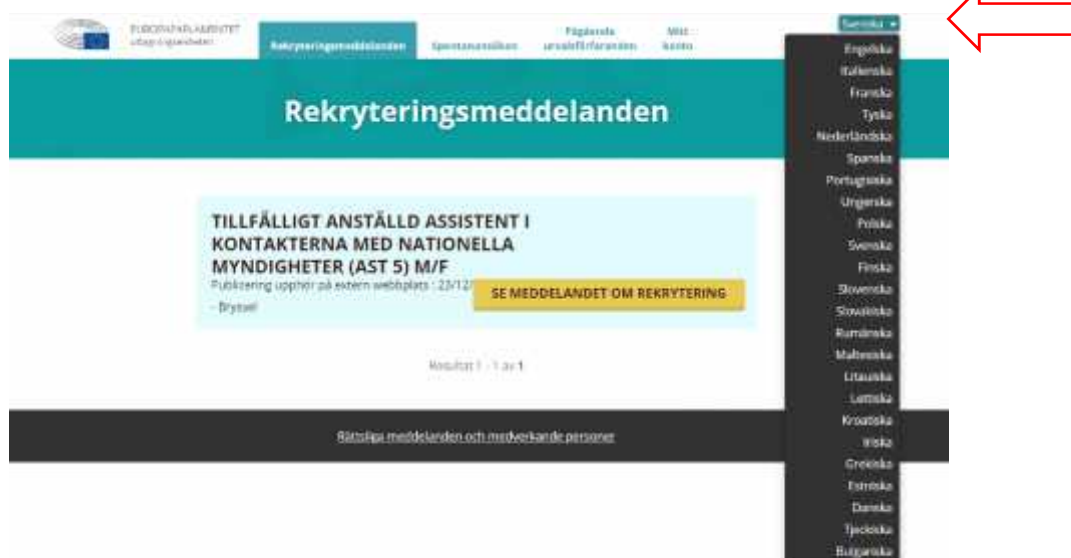 EUROPAPARLAMENTET
Rekryteringsmeddelanden
Spontanansökan
Pågående
urvalsförfaranden
Mitt
konto
Svenska
Rekryteringsmeddelanden
TILLFÄLLIGT ANSTÄLLD ASSISTENT I
KONTAKTERNA MED NATIONELLA
MYNDIGHETER (AST 5) M/F
Publicering upphör på extern webbplats : 23/12/
- Bryssel
SE MEDDELANDET OM REKRYTERING
Resultat 1 - 1 av 1
Rättsliga meddelanden och medverkande personer
Engelska
Italienska
Franska
Tyska
Nederländska
Spanska
Portugisiska
Ungerska
Polska
Svenska
Finska
Slovenska
Slovakiska
Rumänska
Maltesiska
Litauiska
Lettiska
Kroatiska
Iriska
Grekiska
Estniska
Danska
Tjeckiska
Bulgariska